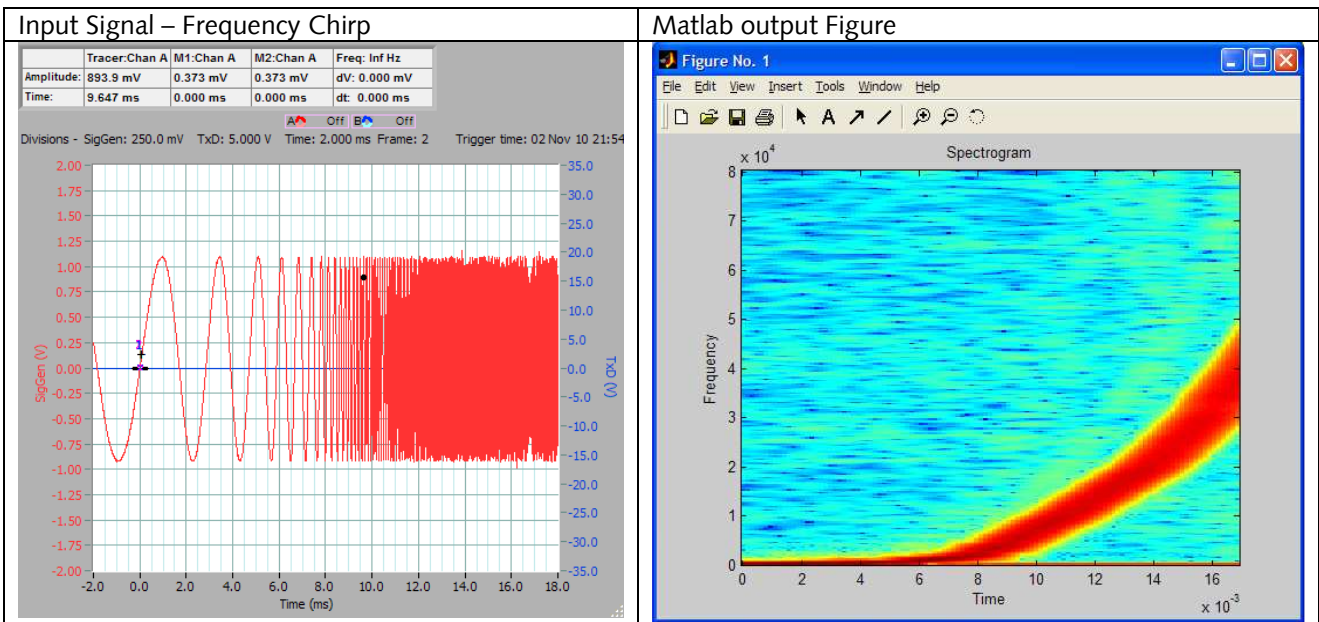 Input Signal – Frequency Chirp
Tracer:Chan A M1:Chan A M2:Chan A Freq: Inf Hz
Amplitude: 893.9 mV 0.373 mV 0.373 mV dV: 0.000 mV
Time: 9.647 ms 0.000 ms 0.000 ms dt: 0.000 ms
A Off B Off
Divisions - SigGen: 250.0 mV TxD: 5.000 V Time: 2.000 ms Frame: 2 Trigger time: 02 Nov 10 21:54
2.00
1.75
1.50
1.25
1.00
0.75
0.50
0.25
0.00
-0.25
-0.50
-0.75
-1.00
-1.25
-1.50
-1.75
-2.00
SigGen (V)
1
35.0
30.0
25.0
20.0
15.0
10.0
5.0
0.0
-5.0
-10.0
-15.0
-20.0
-25.0
-30.0
-35.0
TxD (V)
-2.0 0.0 2.0 4.0 6.0 8.0 10.0 12.0 14.0 16.0 18.0
Time (ms)
Matlab output Figure
Figure No. 1
File Edit View Insert Tools Window Help
A
x 10^4
Spectrogram
8
7
6
5
4
3
2
1
0
Frequency
0 2 4 6 8 10 12 14 16
Time
x 10^-3